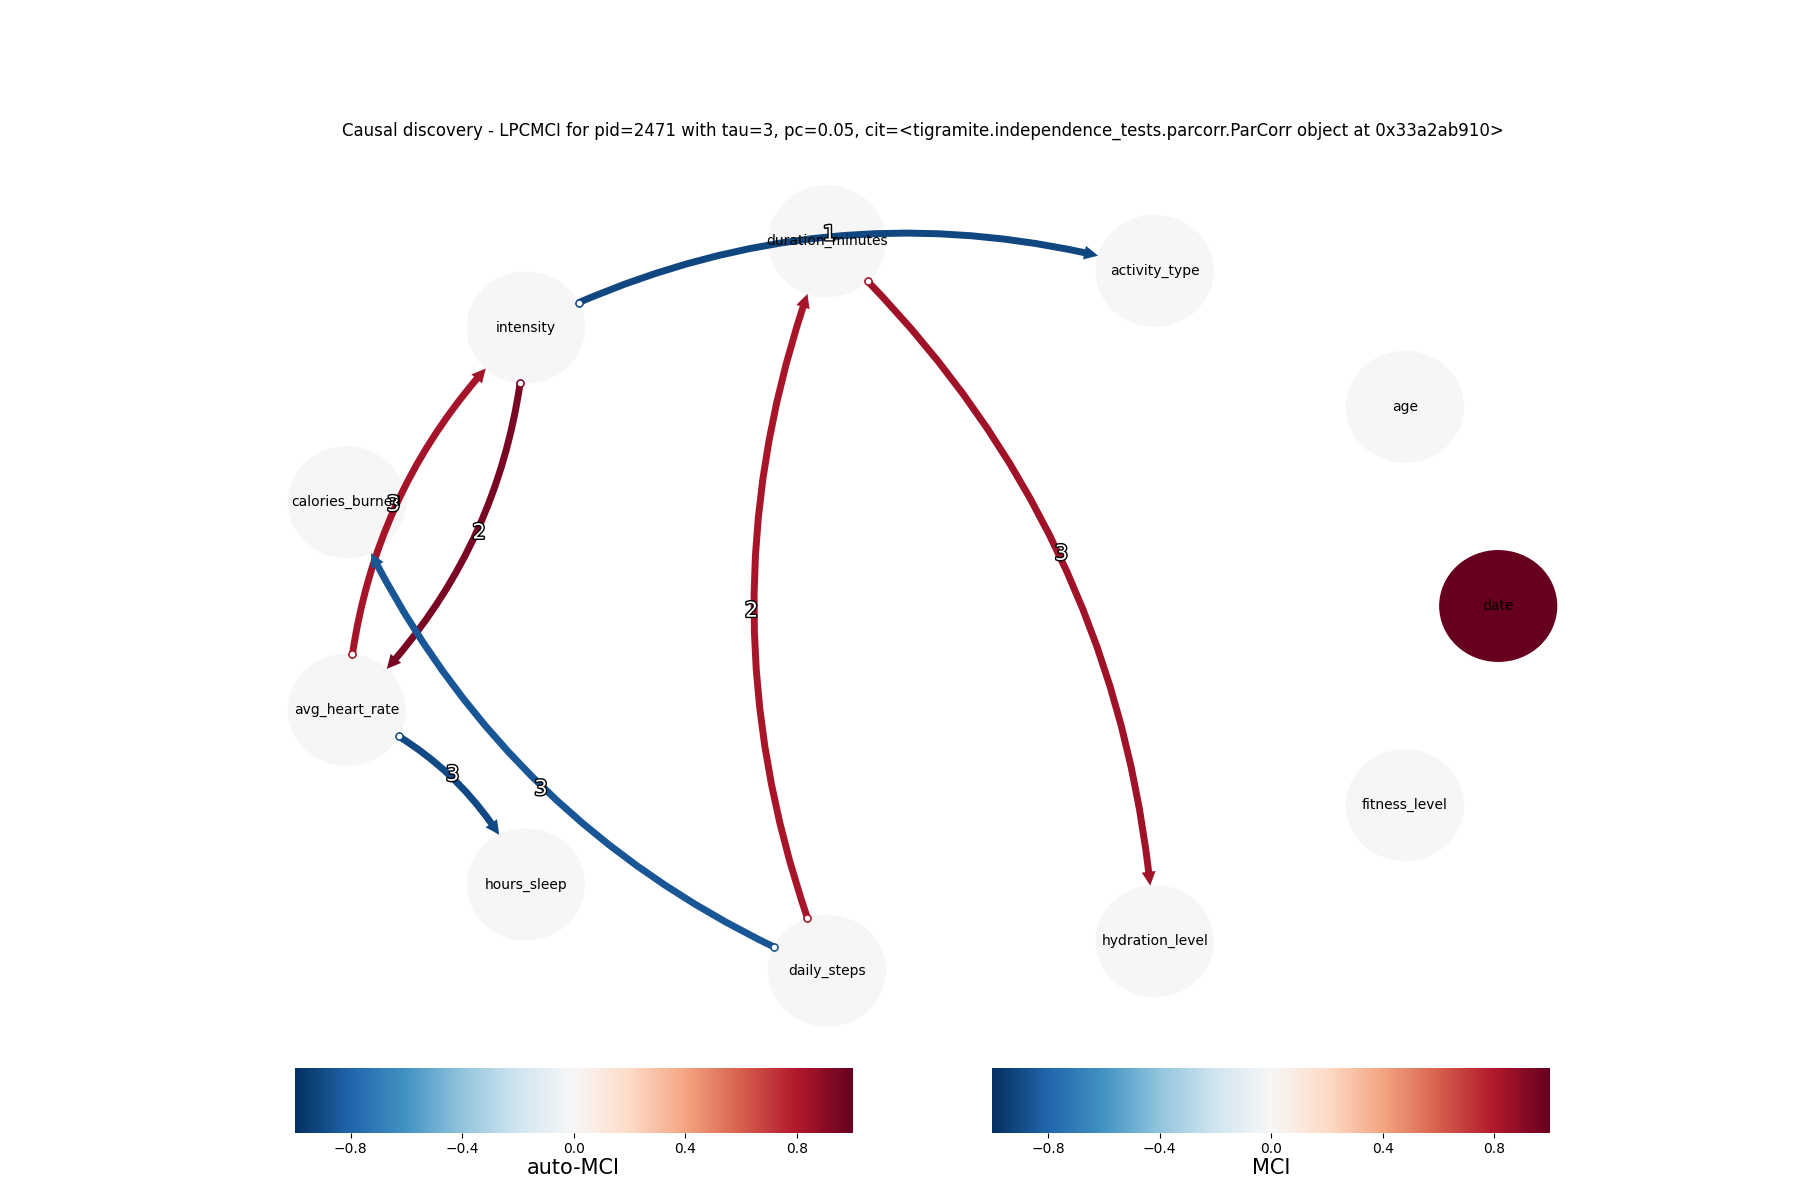 Causal discovery - LPCMCI for pid=2471 with tau=3, pc=0.05, cit=<tigramite.independence_tests.parcorr.ParCorr object at 0x33a2ab910>
1
duration_minutes
activity_type
intensity
age
calories_burned
3
2
3
date
2
avg_heart_rate
3
3
fitness_level
hours_sleep
hydration_level
daily_steps
−0.8 −0.4 0.0 0.4 0.8
auto-MCI
−0.8 −0.4 0.0 0.4 0.8
MCI